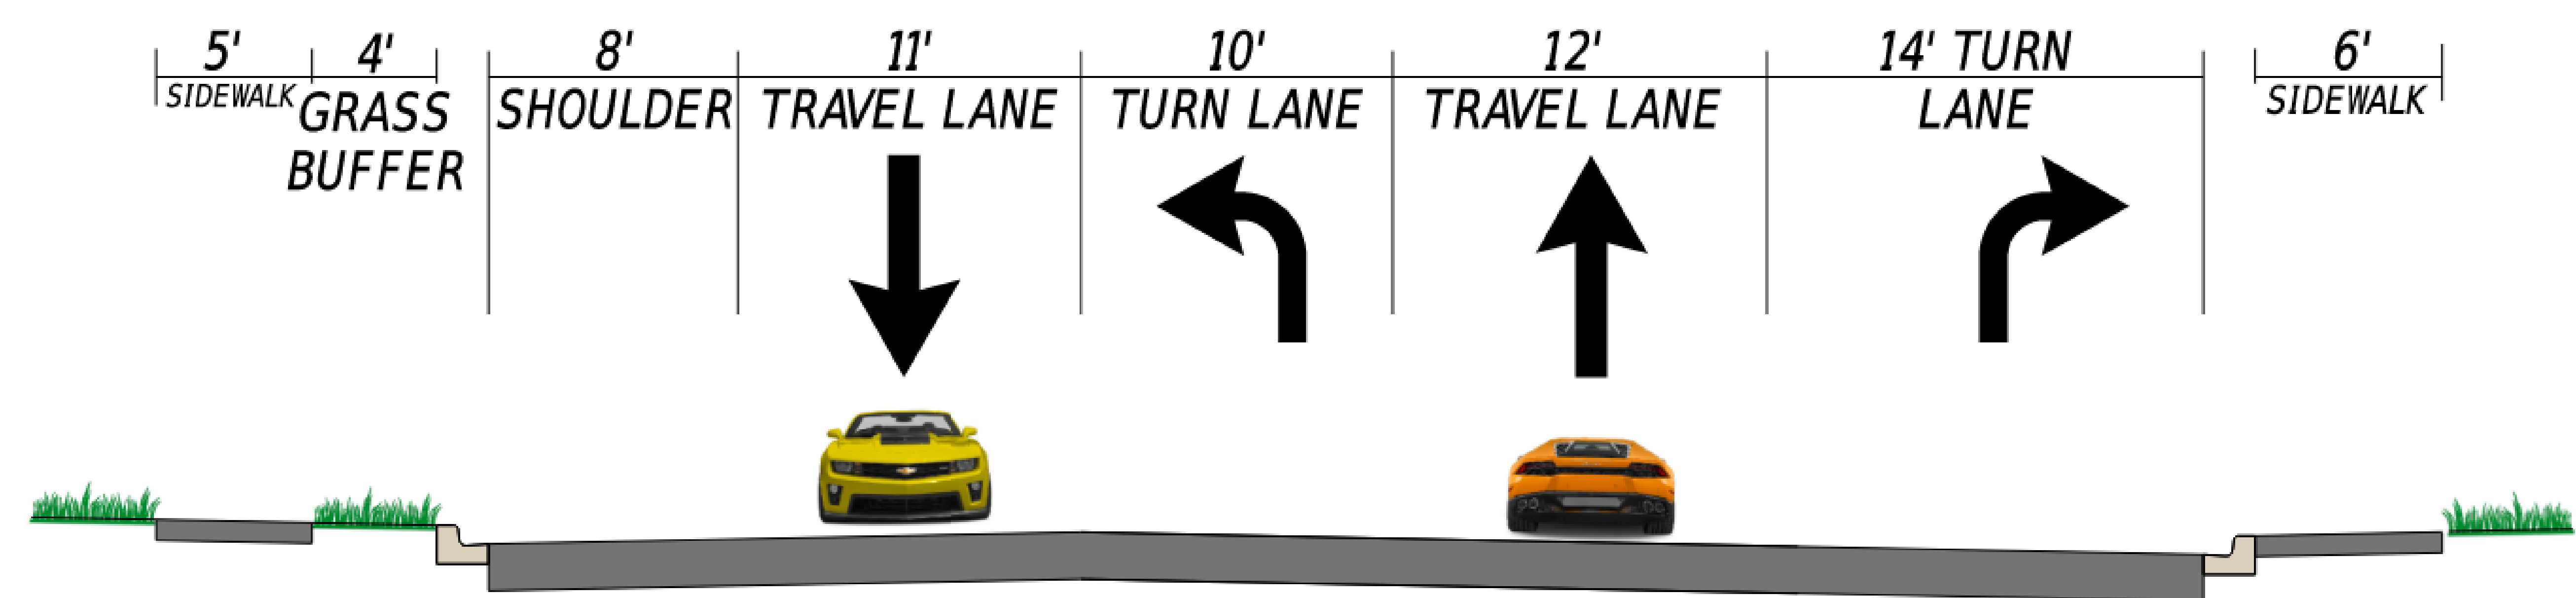 5'
SIDEWALK
4'
GRASS
BUFFER
8'
SHOULDER
11'
TRAVEL LANE
10'
TURN LANE
12'
TRAVEL LANE
14' TURN
LANE
6'
SIDEWALK